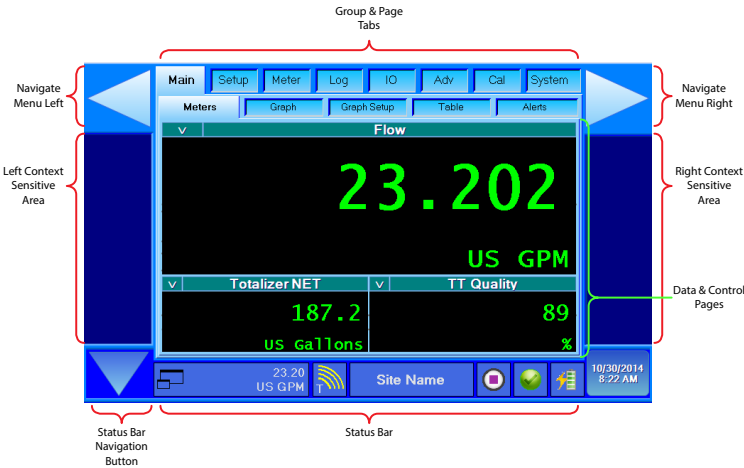 Group & Page
Tabs
Navigate
Menu Left
Main Setup Meter Log IO Adv Cal System
Navigate
Menu Right
Meters Graph Graph Setup Table Alerts
v Flow
23.202
US GPM
Left Context
Sensitive
Area
Right Context
Sensitive
Area
v Totalizer NET v TT Quality
187.2 89
US Gallons %
Data & Control
Pages
23.20
US GPM
T
Site Name
10/30/2014
8:22 AM
Status Bar
Navigation
Button
Status Bar